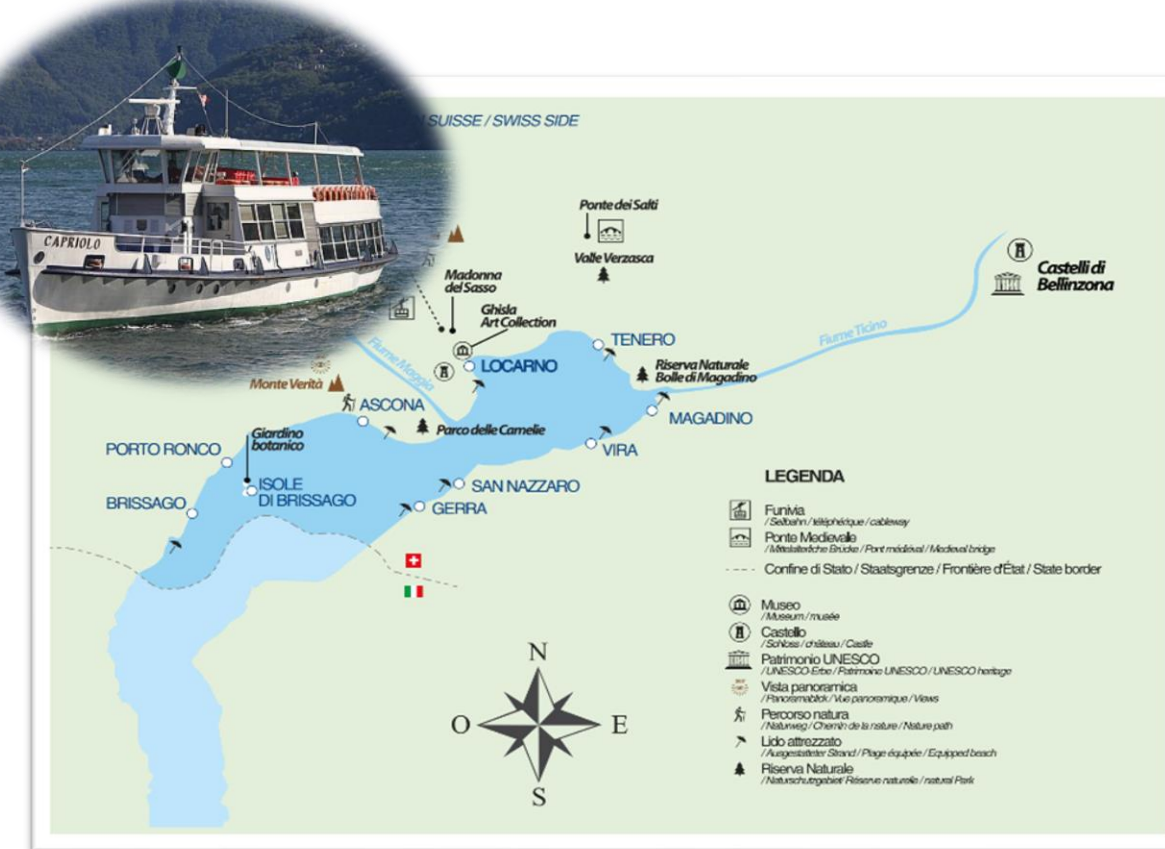 CAPRIOLO
SUISSE / SWISS SIDE
Ponte dei Salti
Valle Verzasca
Madonna
del Sasso
Ghisla
Art Collection
Castelli di
Bellinzona
Fiume Ticino
Fiume Maggia
TENERO
LOCARNO
Riserva Naturale
Bolle di Magadino
Monte Verità
ASCONA
MAGADINO
Parco delle Camelie
Giardino
botanico
PORTO RONCO
VIRA
ISOLE
DI BRISSAGO
SAN NAZZARO
BRISSAGO
GERRA
LEGENDA
Funivia
/ Seilbahn / téléphérique / cableway
Ponte Medievale
/ Mittelalterliche Brücke / Pont médiéval / Medieval bridge
Confine di Stato / Staatsgrenze / Frontière d'État / State border
Museo
/ Museum / musée
Castello
/ Schloss / château / Castle
Patrimonio UNESCO
/ UNESCO-Erbe / Patrimoine UNESCO / UNESCO heritage
Vista panoramica
/ Panoramablick / Vue panoramique / Views
Percorso natura
/ Naturweg / Chemin de la nature / Nature path
Lido attrezzato
/ Ausgestatteter Strand / Plage équipée / Equipped beach
Riserva Naturale
/ Naturschutzgebiet/ Réserve naturelle / natural Park
N
O
E
S